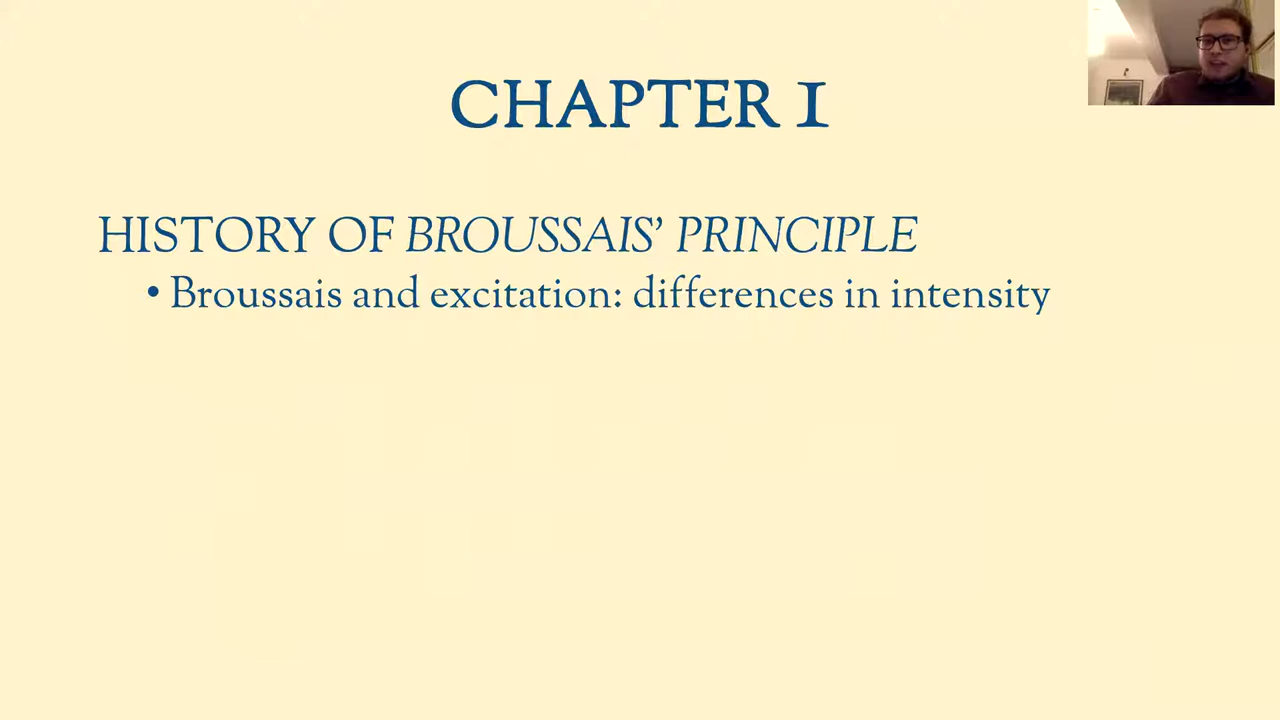 CHAPTER I
HISTORY OF BROUSSAIS’ PRINCIPLE
• Broussais and excitation: differences in intensity